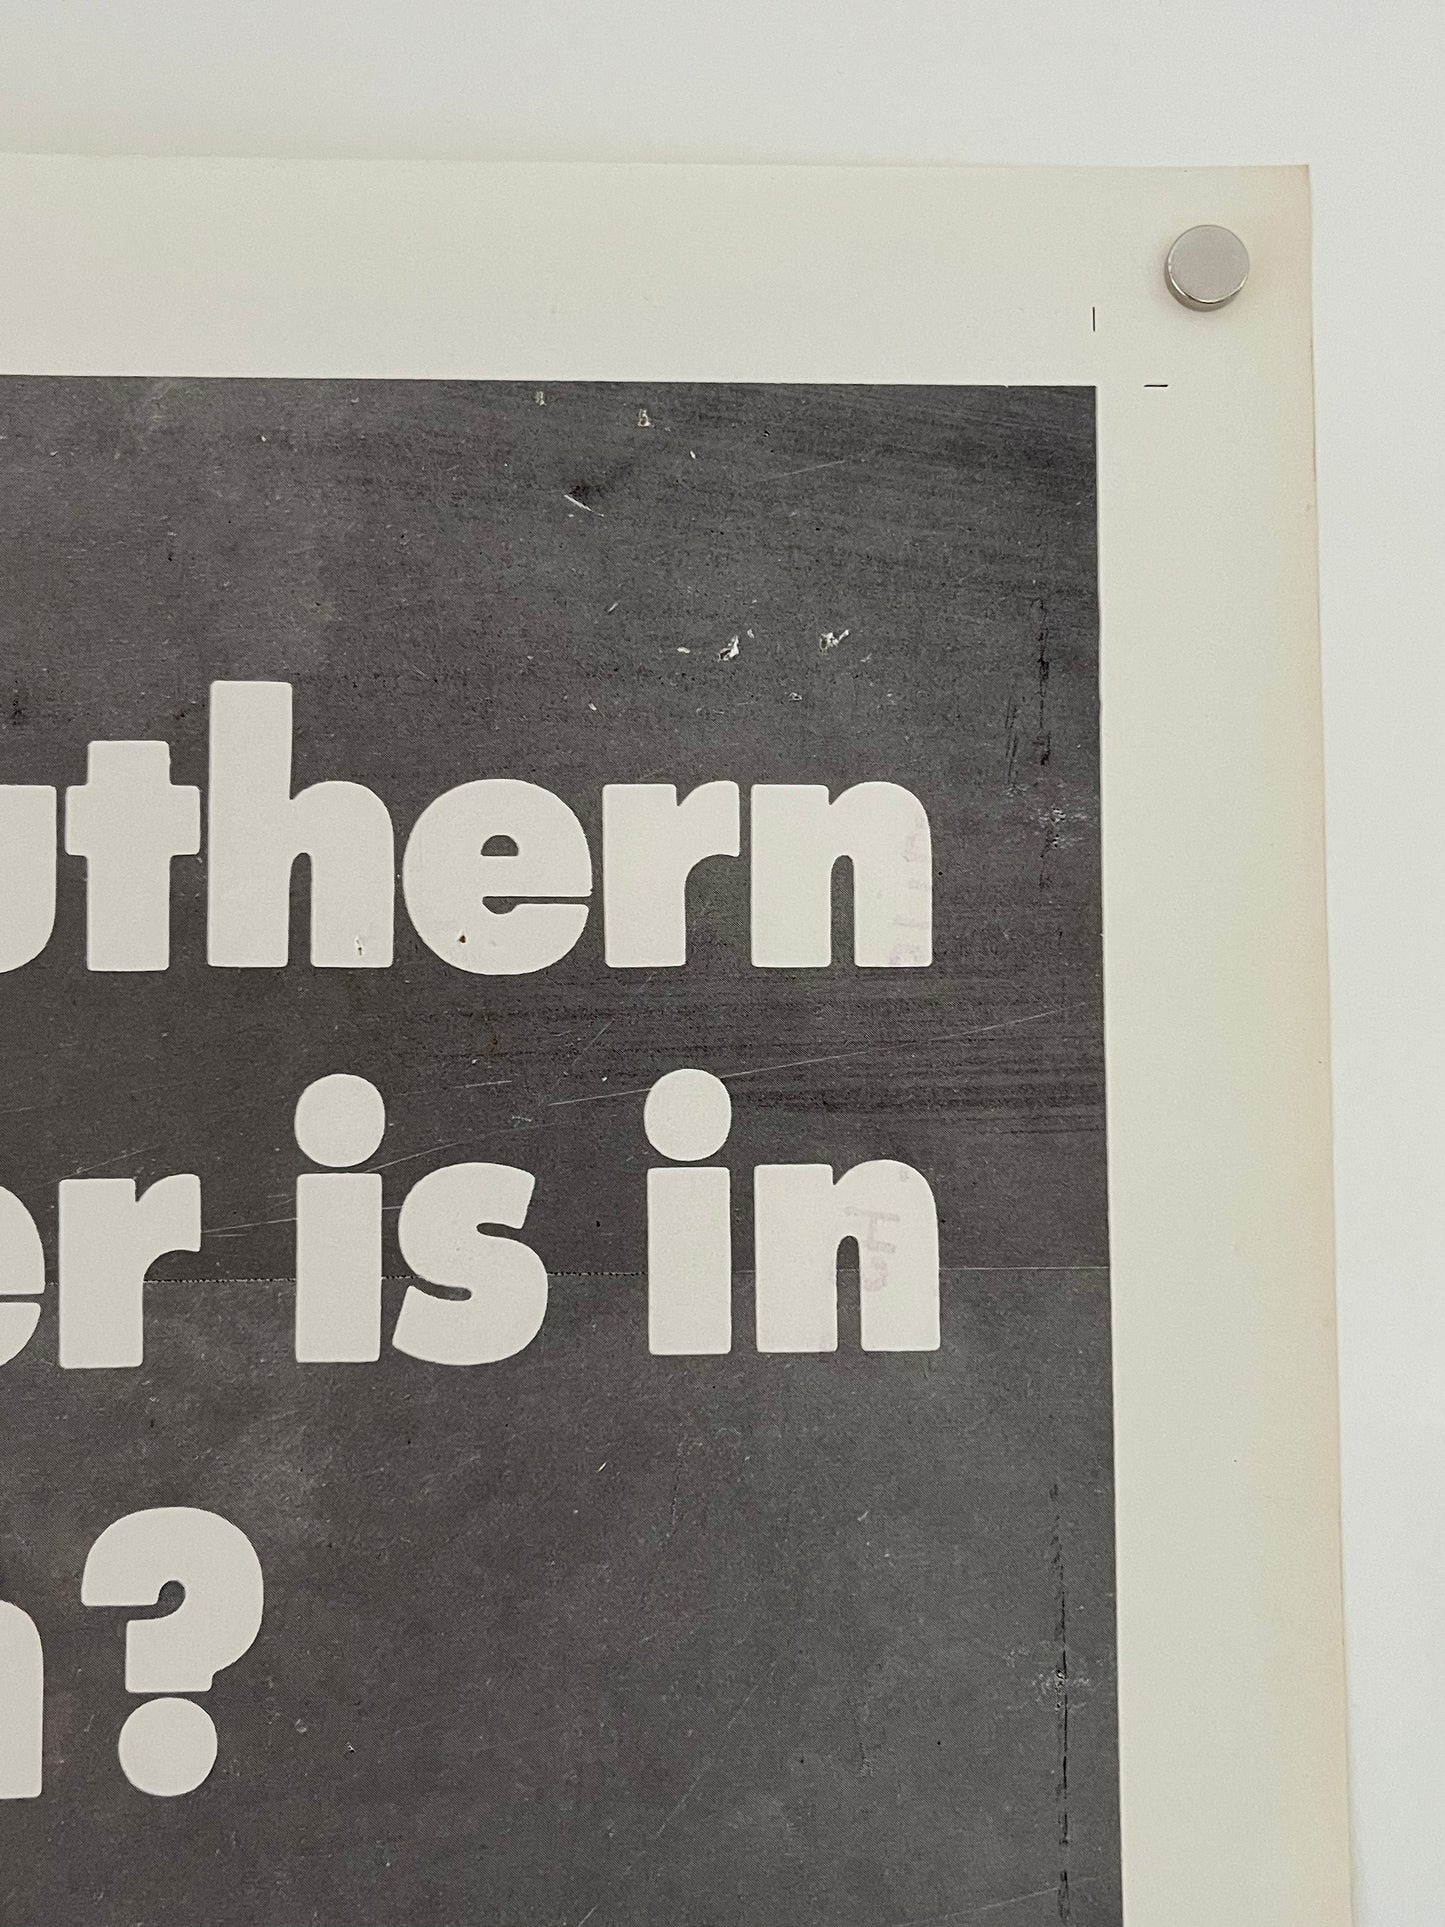 uthern
er is in
n?